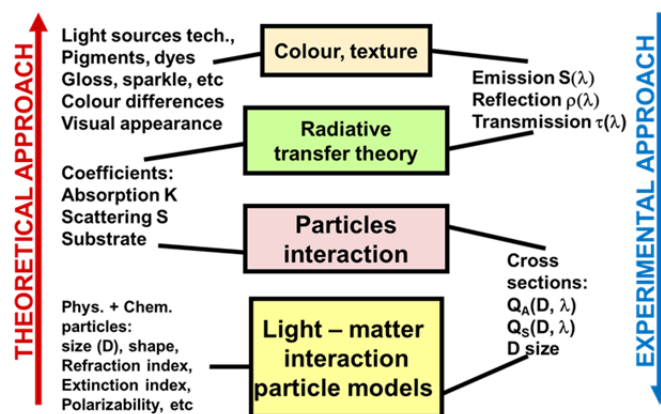 THEORETICAL APPROACH
Light sources tech.,
Pigments, dyes
Gloss, sparkle, etc
Colour differences
Visual appearance
Coefficients:
Absorption K
Scattering S
Substrate
Phys. + Chem.
particles:
size (D), shape,
Refraction index,
Extinction index,
Polarizability, etc
Colour, texture
Radiative
transfer theory
Particles
interaction
Light – matter
interaction
particle models
Emission S(λ)
Reflection ρ(λ)
Transmission τ(λ)
Cross
sections:
Q_A(D, λ)
Q_S(D, λ)
D size
EXPERIMENTAL APPROACH